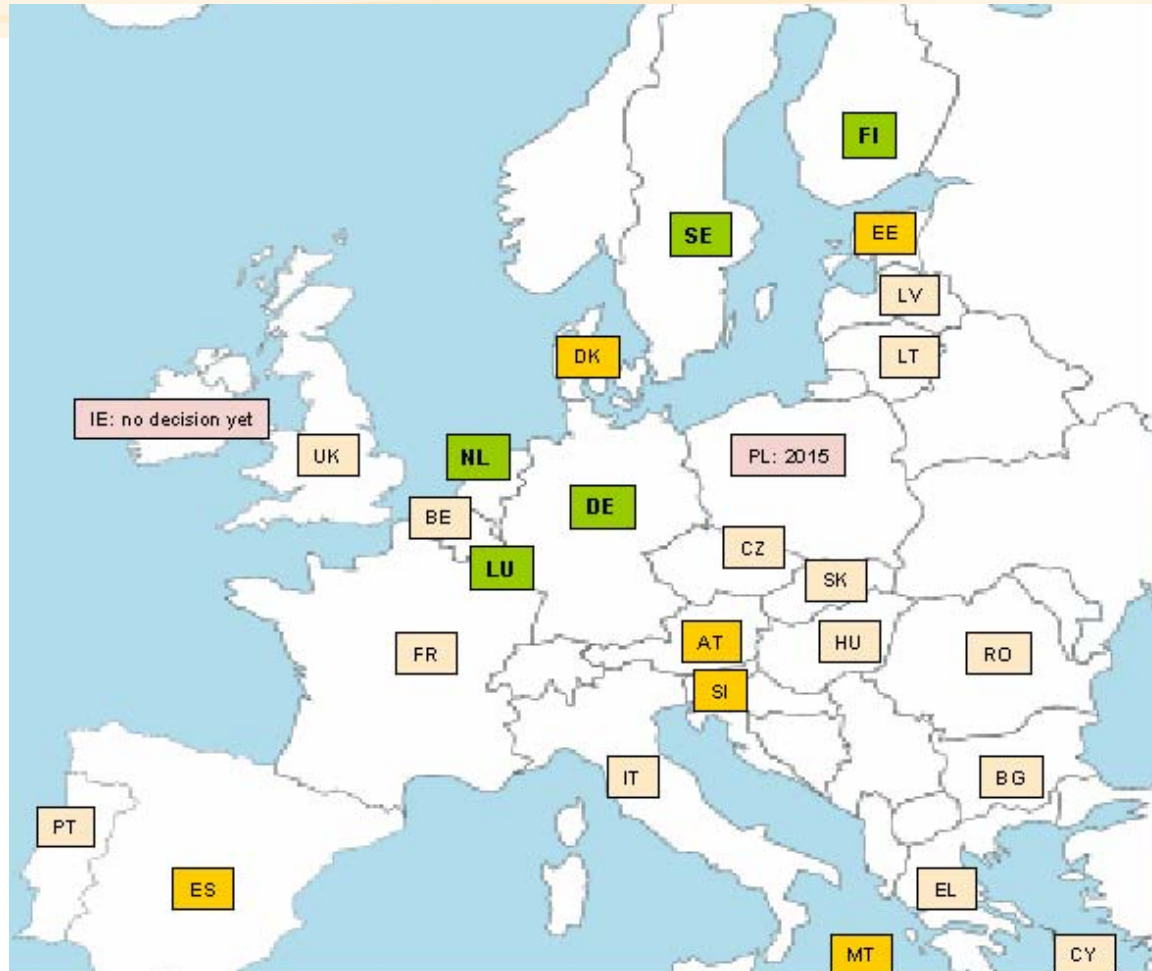 FI
SE
EE
LV
DK
LT
IE: no decision yet
UK
NL
PL: 2015
BE
DE
CZ
LU
SK
FR
AT
HU
RO
SI
IT
BG
PT
ES
EL
MT
CY